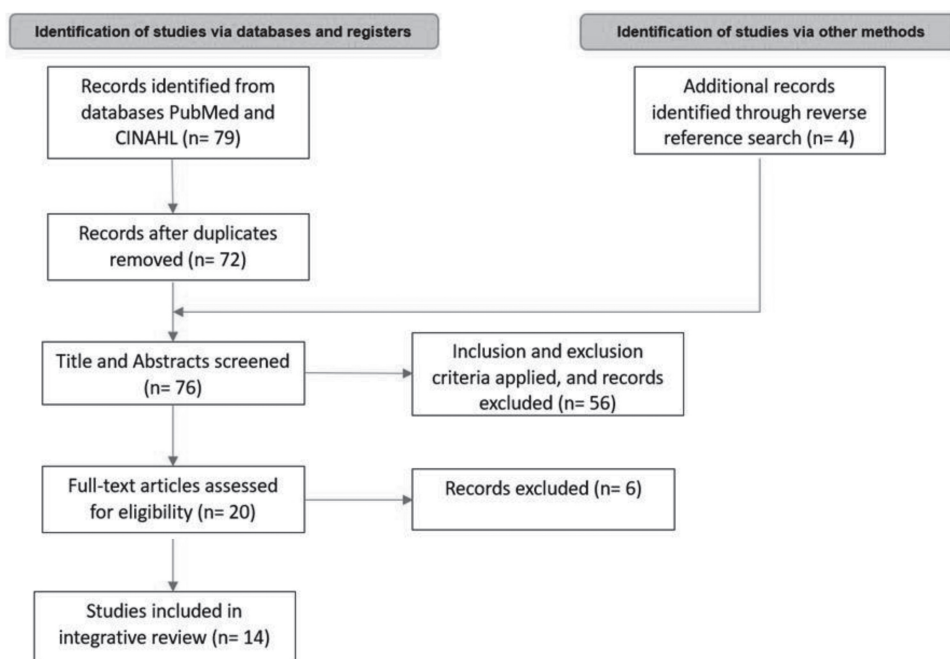 Identification of studies via databases and registers
Identification of studies via other methods
Records identified from
databases PubMed and
CINAHL (n= 79)
Additional records
identified through reverse
reference search (n= 4)
Records after duplicates
removed (n= 72)
Title and Abstracts screened
(n= 76)
Inclusion and exclusion
criteria applied, and records
excluded (n= 56)
Full-text articles assessed
for eligibility (n= 20)
Records excluded (n= 6)
Studies included in
integrative review (n= 14)